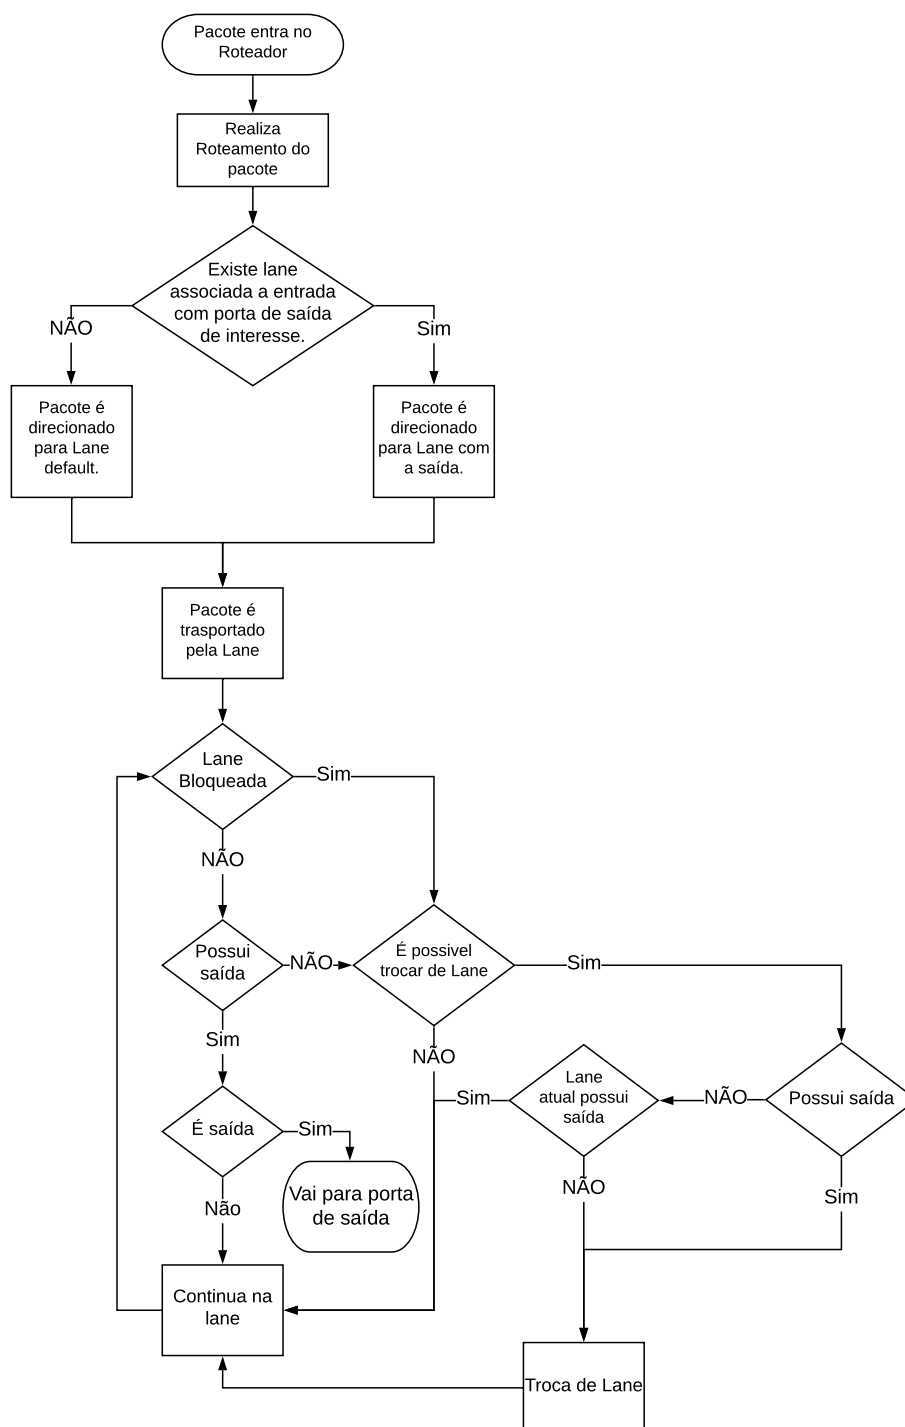 Pacote entra no
Roteador
Realiza
Roteamento do
pacote
Existe lane
associada a entrada
com porta de saída
de interesse.
NÃO
Sim
Pacote é
direcionado
para Lane
default.
Pacote é
direcionado
para Lane com
a saída.
Pacote é
trasportado
pela Lane
Lane
Bloqueada
Sim
NÃO
Possui
saída
NÃO
É possivel
trocar de Lane
Sim
Sim
NÃO
Lane
atual possui
saída
Sim
NÃO
Possui saída
É saída
Sim
NÃO
Sim
Não
Vai para porta
de saída
Continua na
lane
Troca de Lane